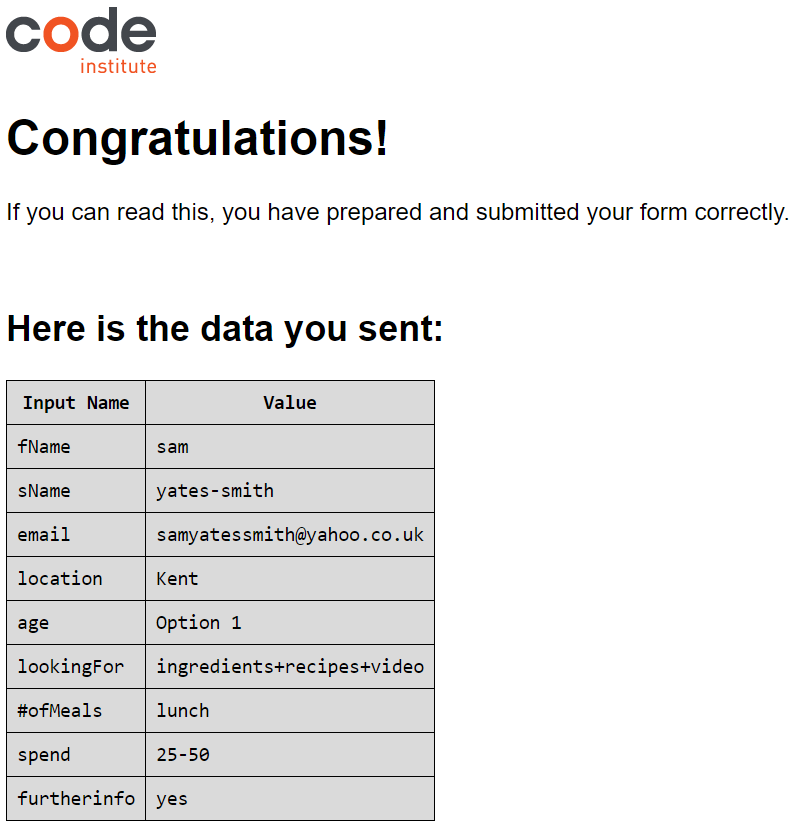 code
institute
Congratulations!
If you can read this, you have prepared and submitted your form correctly.
Here is the data you sent:
Input Name Value
fName sam
sName yates-smith
email samyatessmith@yahoo.co.uk
location Kent
age Option 1
lookingFor ingredients+recipes+video
#ofMeals lunch
spend 25-50
furtherinfo yes